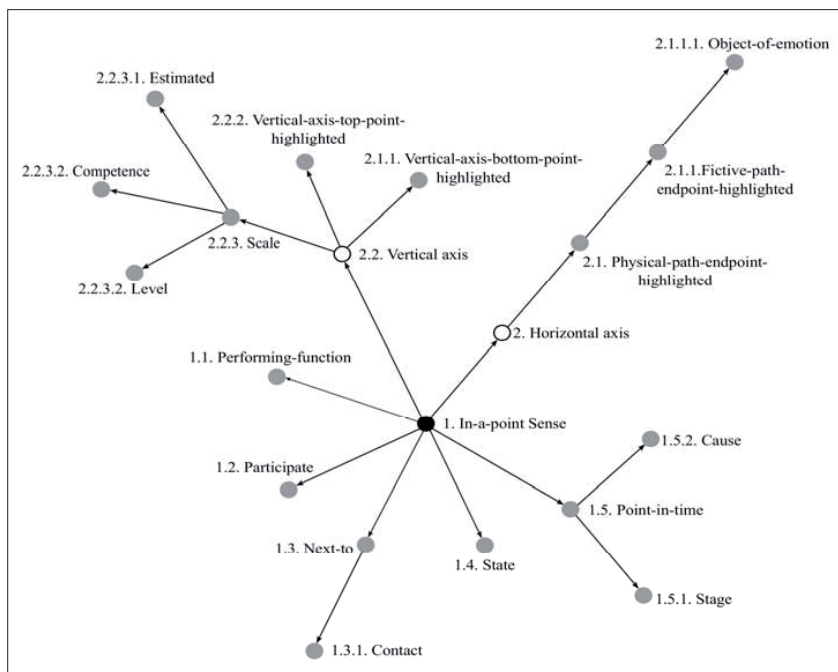 2.1.1.1. Object-of-emotion
2.2.3.1. Estimated
2.2.2. Vertical-axis-top-point-
highlighted
2.1.1. Vertical-axis-bottom-point-
highlighted
2.1.1.Fictive-path-
endpoint-highlighted
2.2.3.2. Competence
2.2.3. Scale
2.2. Vertical axis
2.1. Physical-path-endpoint-
highlighted
2.2.3.2. Level
2. Horizontal axis
1.1. Performing-function
1. In-a-point Sense
1.5.2. Cause
1.2. Participate
1.5. Point-in-time
1.3. Next-to
1.4. State
1.5.1. Stage
1.3.1. Contact